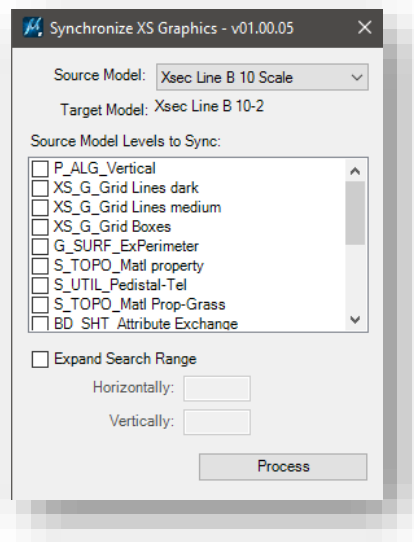 Synchronize XS Graphics - v01.00.05
Source Model: Xsec Line B 10 Scale
Target Model: Xsec Line B 10-2
Source Model Levels to Sync:
P_ALG_Vertical
XS_G_Grid Lines dark
XS_G_Grid Lines medium
XS_G_Grid Boxes
G_SURF_ExPerimeter
S_TOPO_Matl property
S_UTIL_Pedistal-Tel
S_TOPO_Matl Prop-Grass
BD_SHT_Attribute Exchange
Expand Search Range
Horizontally:
Vertically:
Process